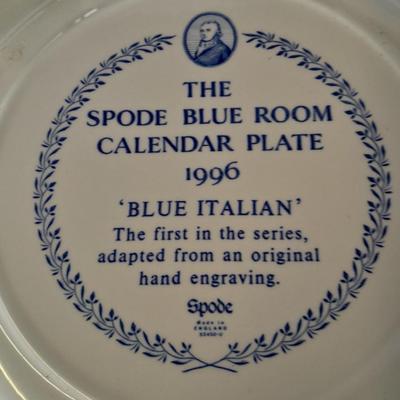 THE
SPODE BLUE ROOM
CALENDAR PLATE
1996
'BLUE ITALIAN'
The first in the series,
adapted from an original
hand engraving.
Spode
MADE IN
ENGLAND